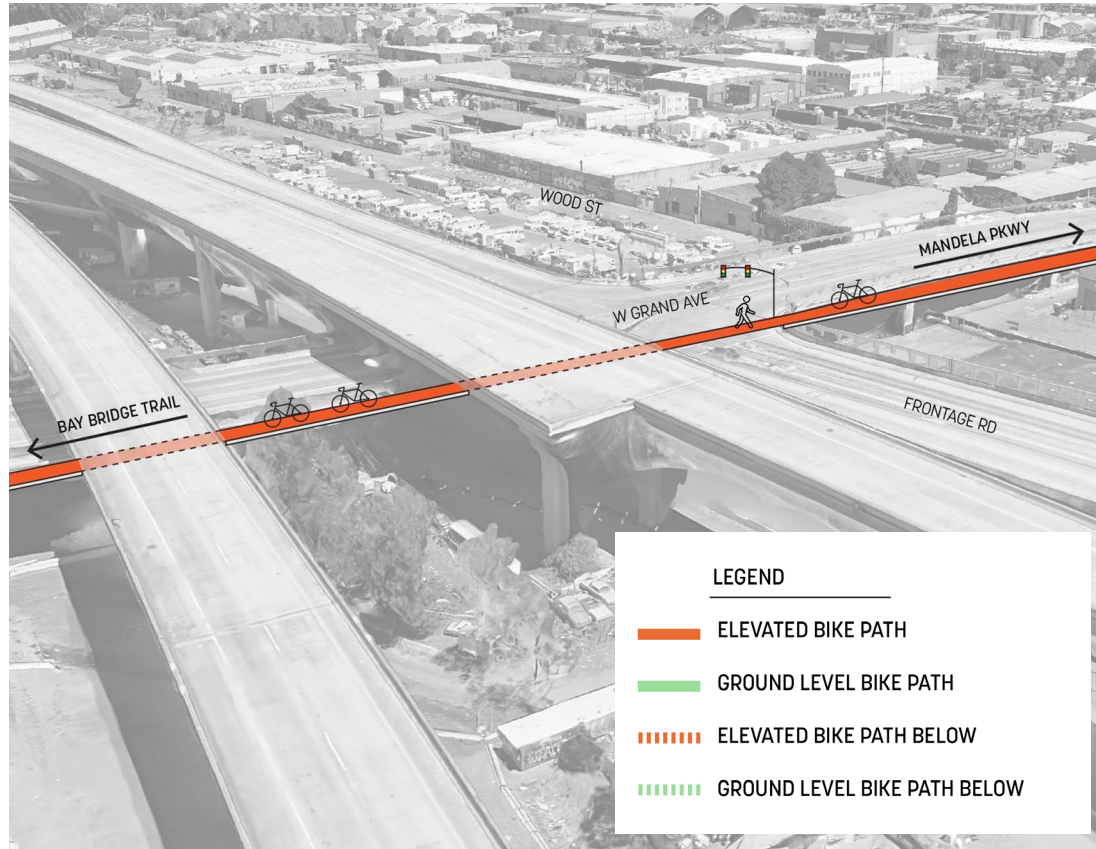 WOOD ST
MANDELA PKWY
W GRAND AVE
FRONTAGE RD
BAY BRIDGE TRAIL
LEGEND
ELEVATED BIKE PATH
GROUND LEVEL BIKE PATH
ELEVATED BIKE PATH BELOW
GROUND LEVEL BIKE PATH BELOW